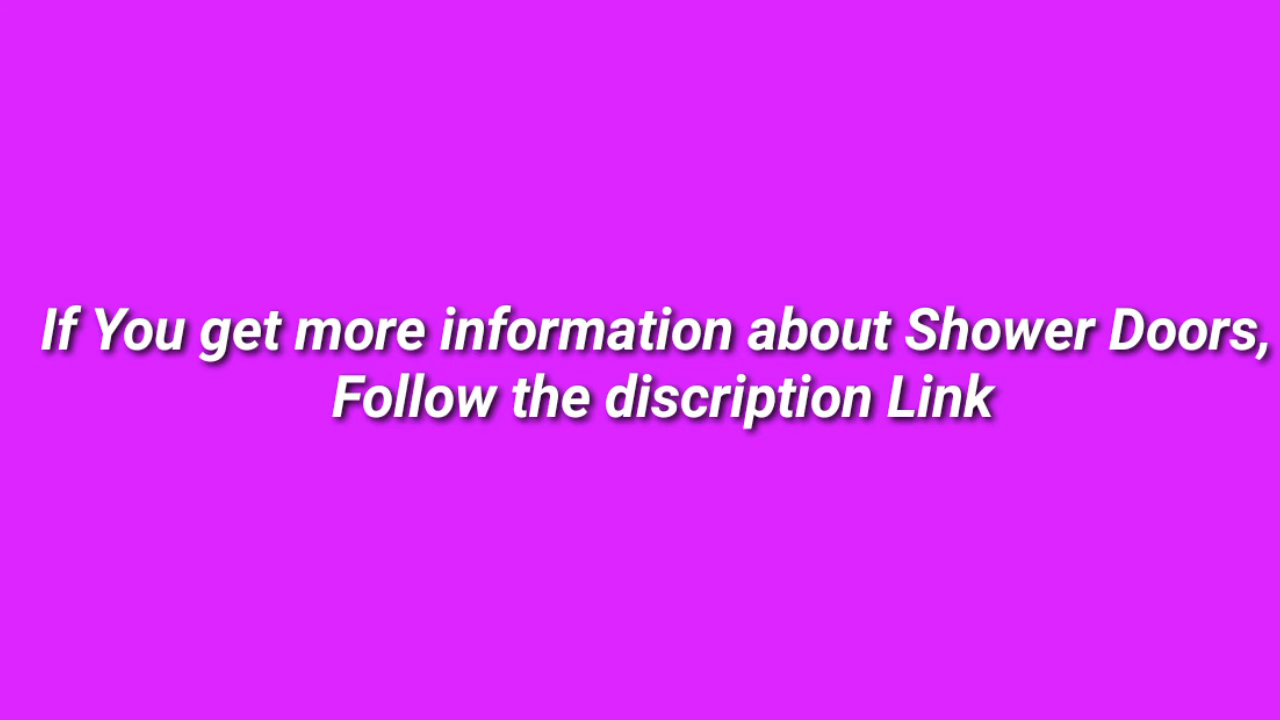 If You get more information about Shower Doors,
Follow the discription Link